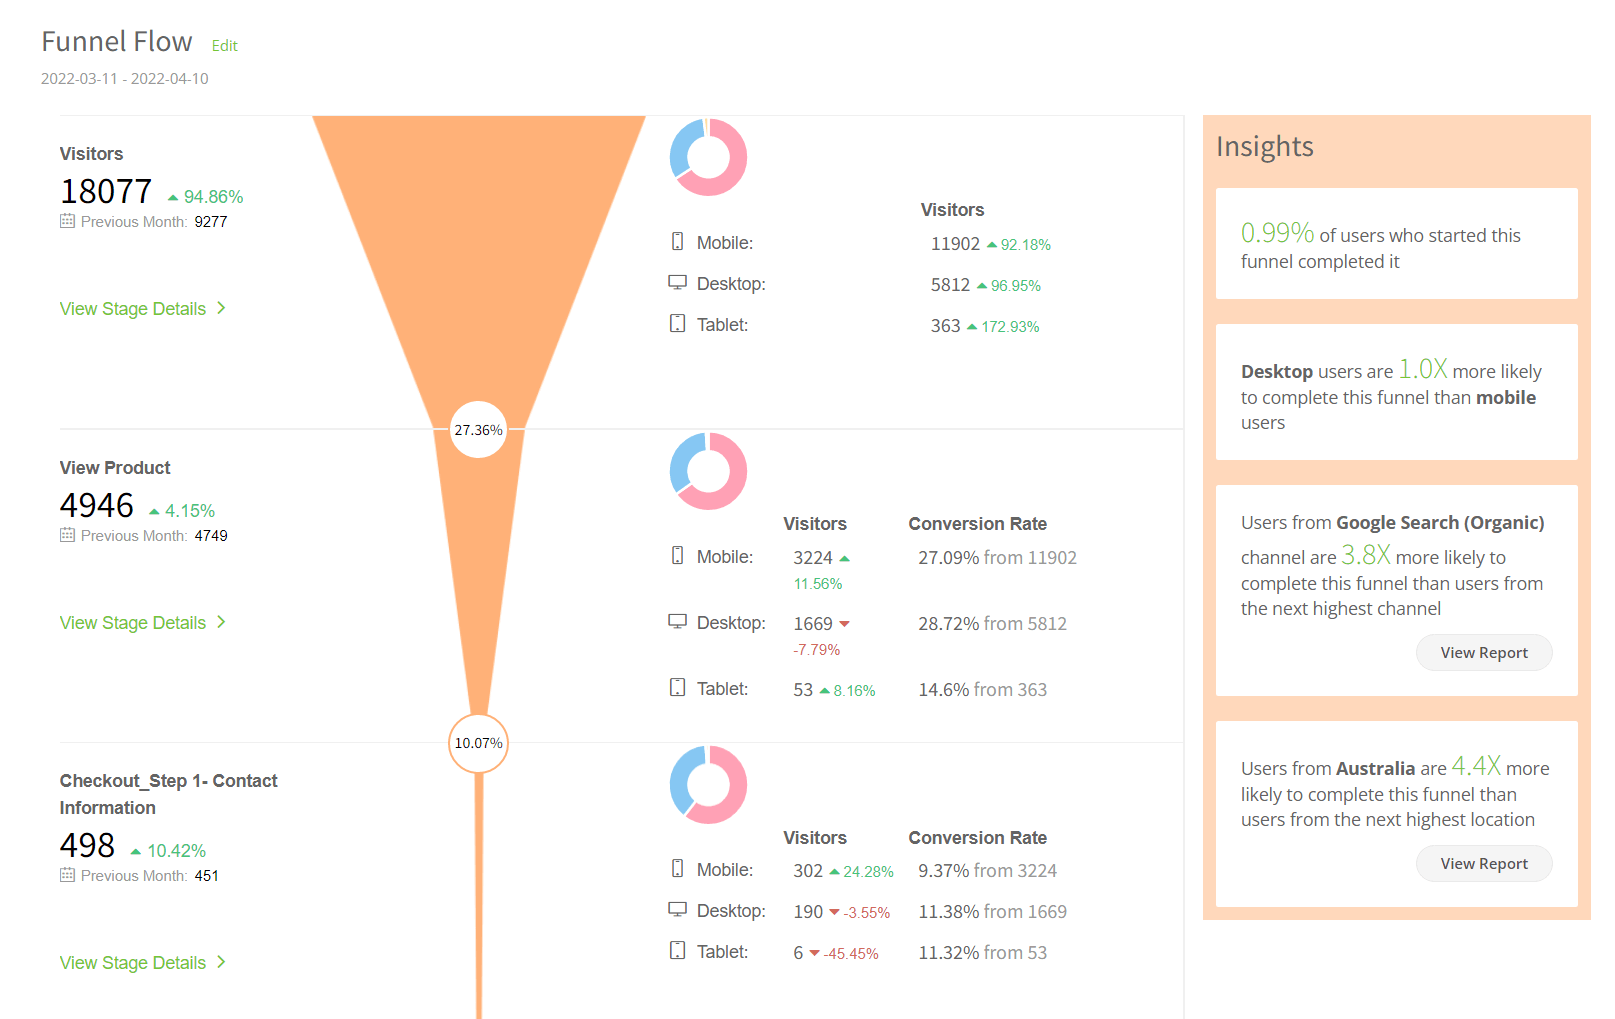 Funnel Flow Edit
2022-03-11 - 2022-04-10
Visitors
18077 94.86%
Previous Month: 9277
View Stage Details
Visitors
Mobile: 11902 92.18%
Desktop: 5812 96.95%
Tablet: 363 172.93%
27.36%
View Product
4946 4.15%
Previous Month: 4749
View Stage Details
Visitors Conversion Rate
Mobile: 3224 27.09% from 11902
11.56%
Desktop: 1669 28.72% from 5812
-7.79%
Tablet: 53 8.16% 14.6% from 363
10.07%
Checkout_Step 1- Contact
Information
498 10.42%
Previous Month: 451
View Stage Details
Visitors Conversion Rate
Mobile: 302 24.28% 9.37% from 3224
Desktop: 190 -3.55% 11.38% from 1669
Tablet: 6 -45.45% 11.32% from 53
Insights
0.99% of users who started this
funnel completed it
Desktop users are 1.0X more likely
to complete this funnel than mobile
users
Users from Google Search (Organic)
channel are 3.8X more likely to
complete this funnel than users from
the next highest channel
View Report
Users from Australia are 4.4X more
likely to complete this funnel than
users from the next highest location
View Report